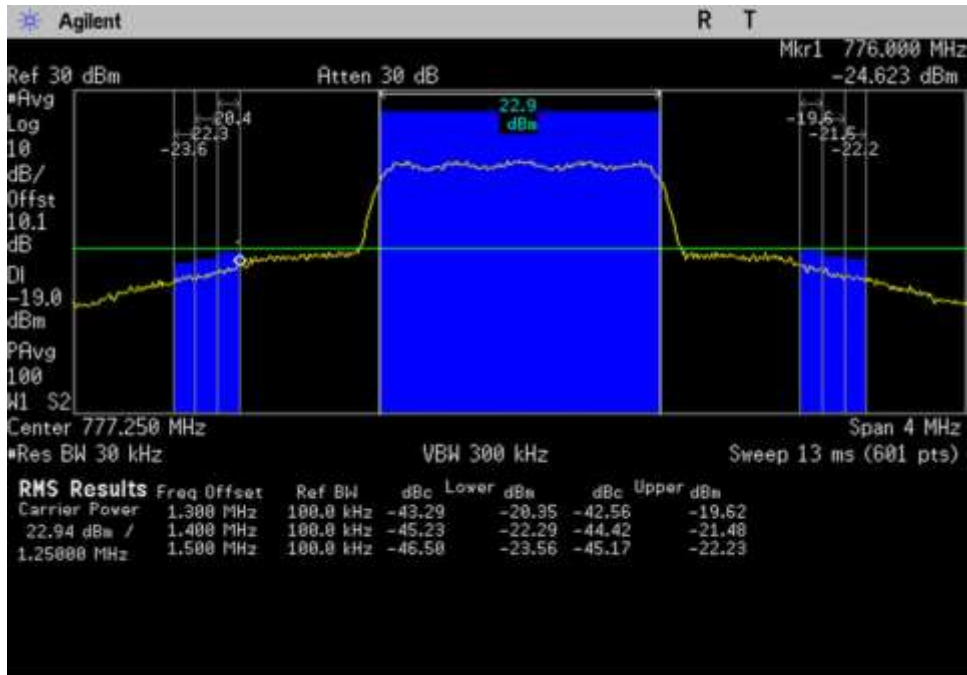 Agilent R T
Mkr1 776.000 MHz
Ref 30 dBm Atten 30 dB -24.623 dBm
#Avg
Log
10
dB/
Offst
10.1
dB
DI
-19.0
dBm
PAvg
100
W1 S2
-23.6
-22.3
-20.4
22.9
dBm
-19.6
-21.5
-22.2
Center 777.250 MHz Span 4 MHz
#Res BW 30 kHz VBW 300 kHz Sweep 13 ms (601 pts)
RMS Results Freq Offset Ref BW dBc Lower dBm dBc Upper dBm
Carrier Power 1.300 MHz 100.0 kHz -43.29 -20.35 -42.56 -19.62
22.94 dBm / 1.400 MHz 100.0 kHz -45.23 -22.29 -44.42 -21.48
1.25000 MHz 1.500 MHz 100.0 kHz -46.50 -23.56 -45.17 -22.23